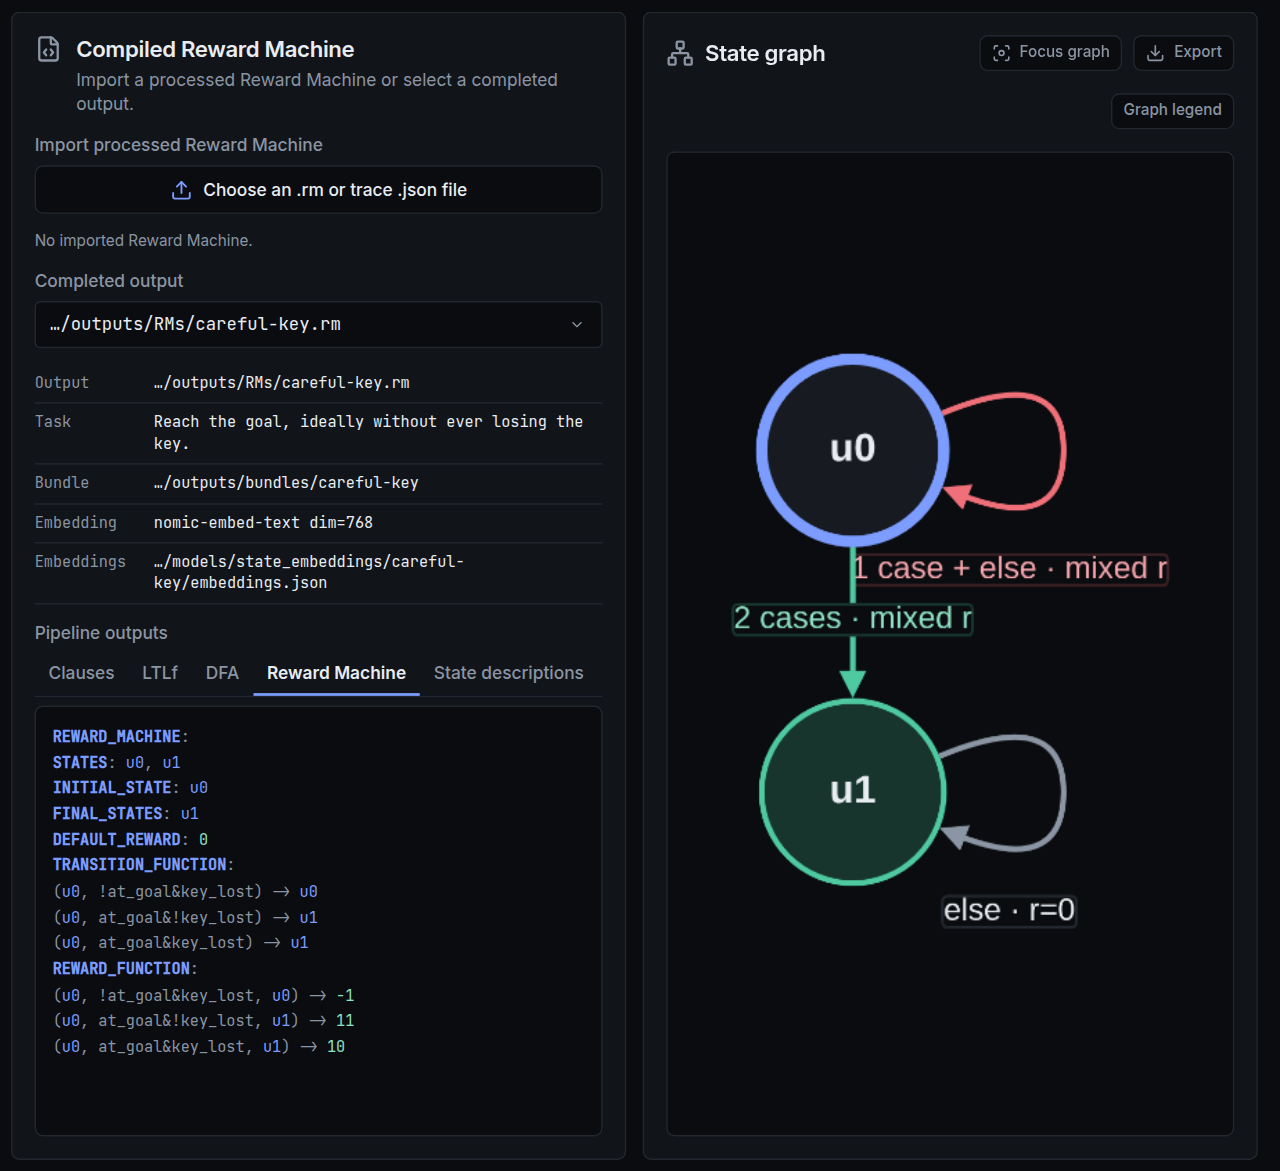 Compiled Reward Machine
Import a processed Reward Machine or select a completed
output.
Import processed Reward Machine
Choose an .rm or trace .json file
No imported Reward Machine.
Completed output
…/outputs/RMs/careful-key.rm
Output …/outputs/RMs/careful-key.rm
Task Reach the goal, ideally without ever losing the
key.
Bundle …/outputs/bundles/careful-key
Embedding nomic-embed-text dim=768
Embeddings …/models/state_embeddings/careful-
key/embeddings.json
Pipeline outputs
Clauses LTLf DFA Reward Machine State descriptions
REWARD_MACHINE:
STATES: u0, u1
INITIAL_STATE: u0
FINAL_STATES: u1
DEFAULT_REWARD: 0
TRANSITION_FUNCTION:
(u0, !at_goal&key_lost) -> u0
(u0, at_goal&!key_lost) -> u1
(u0, at_goal&key_lost) -> u1
REWARD_FUNCTION:
(u0, !at_goal&key_lost, u0) -> -1
(u0, at_goal&!key_lost, u1) -> 11
(u0, at_goal&key_lost, u1) -> 10
State graph
Focus graph
Export
Graph legend
u0
1 case + else · mixed r
2 cases · mixed r
u1
else · r=0